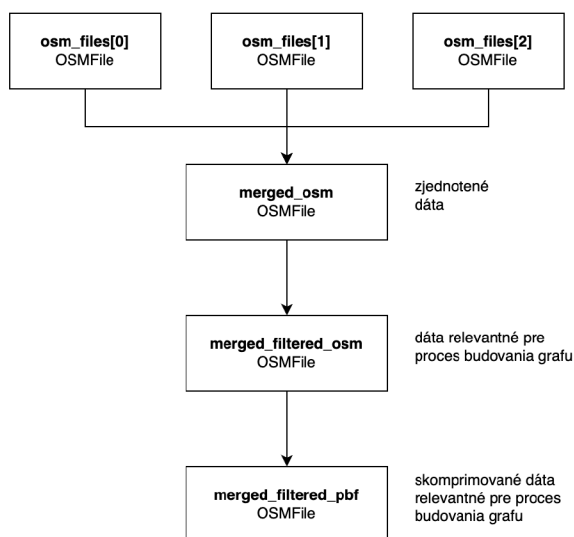 osm_files[0]
OSMFile
osm_files[1]
OSMFile
osm_files[2]
OSMFile
merged_osm
OSMFile
zjednotené
dáta
merged_filtered_osm
OSMFile
dáta relevantné pre
proces budovania grafu
merged_filtered_pbf
OSMFile
skomprimované dáta
relevantné pre proces
budovania grafu